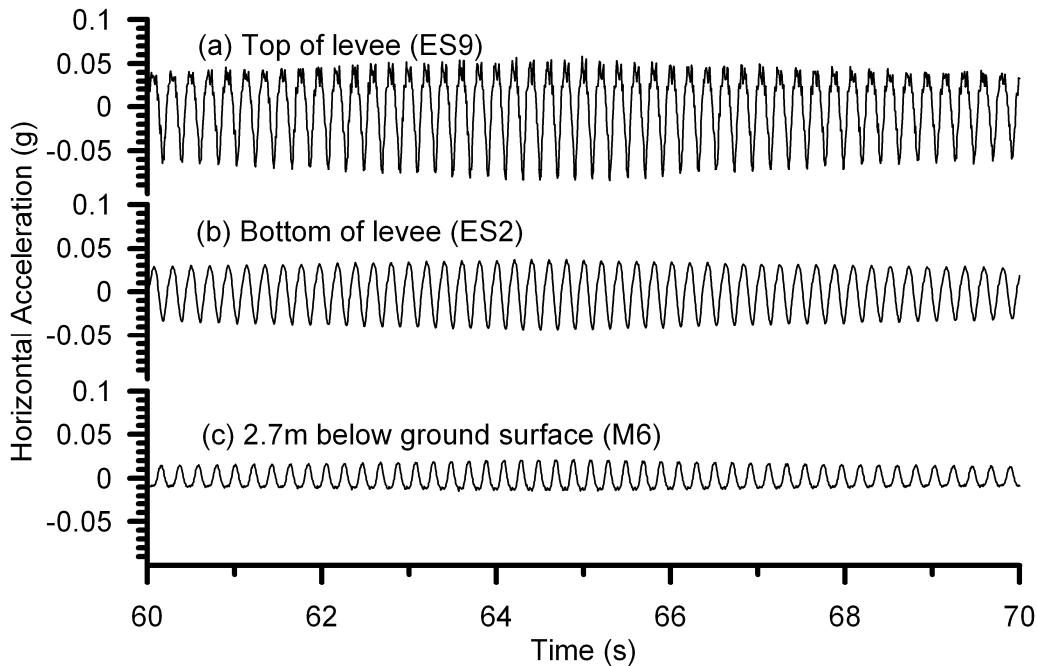 0.1
(a) Top of levee (ES9)
0.05
0
-0.05
0.1
(b) Bottom of levee (ES2)
0.05
0
-0.05
0.1
0.05
(c) 2.7m below ground surface (M6)
0
-0.05
Horizontal Acceleration (g)
60 62 64 66 68 70
Time (s)